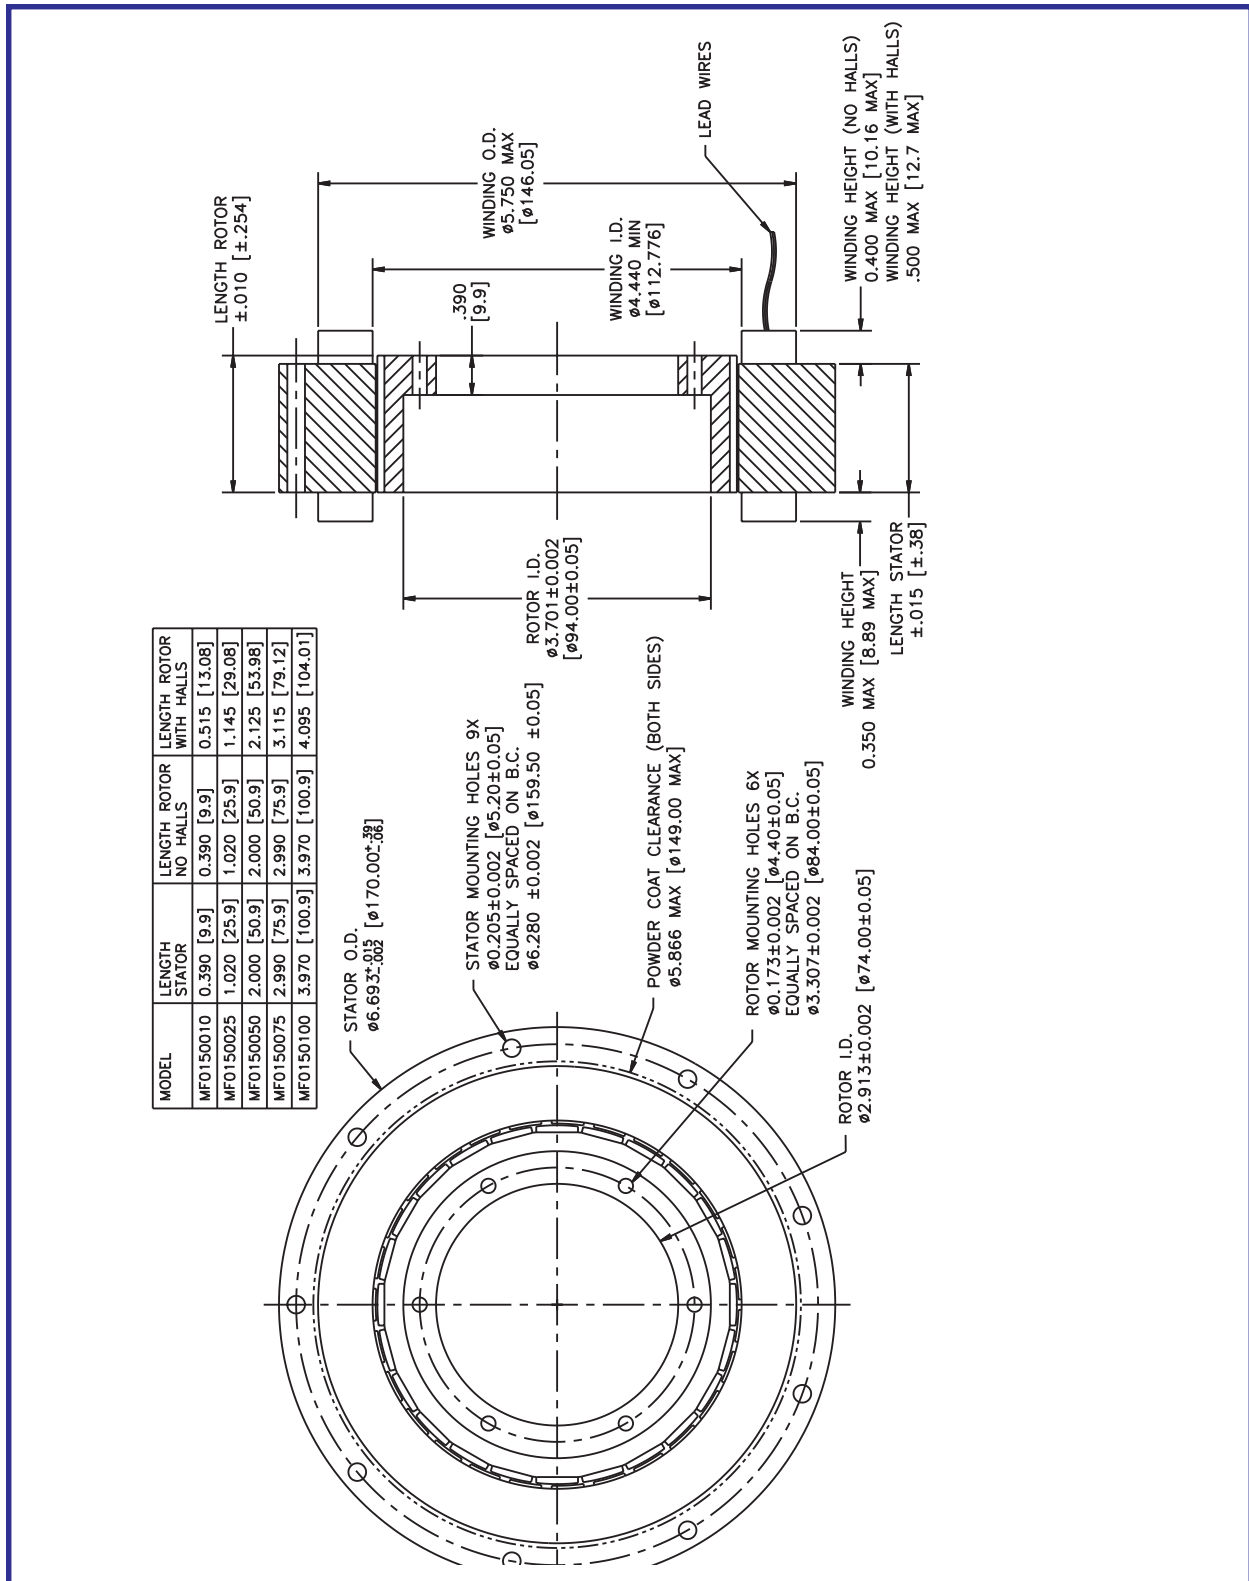 MODEL LENGTH STATOR LENGTH ROTOR NO HALLS LENGTH ROTOR WITH HALLS
MF0150010 0.390 [9.9] 0.390 [9.9] 0.515 [13.08]
MF0150025 1.020 [25.9] 1.020 [25.9] 1.145 [29.08]
MF0150050 2.000 [50.9] 2.000 [50.9] 2.125 [53.98]
MF0150075 2.990 [75.9] 2.990 [75.9] 3.115 [79.12]
MF0150100 3.970 [100.9] 3.970 [100.9] 4.095 [104.01]
LENGTH ROTOR
±.010 [±.254]
WINDING O.D.
ø5.750 MAX
[ø146.05]
WINDING I.D.
ø4.440 MIN
[ø112.776]
.390
[9.9]
LEAD WIRES
WINDING HEIGHT (NO HALLS)
0.400 MAX [10.16 MAX]
WINDING HEIGHT (WITH HALLS)
.500 MAX [12.7 MAX]
ROTOR I.D.
ø3.701±0.002
[ø94.00±0.05]
WINDING HEIGHT
0.350 MAX [8.89 MAX]
LENGTH STATOR
±.015 [±.38]
STATOR O.D.
ø6.693+.015 -.002 [ø170.00+.39 -.06]
STATOR MOUNTING HOLES 9X
ø0.205±0.002 [ø5.20±0.05]
EQUALLY SPACED ON B.C.
ø6.280 ±0.002 [ø159.50 ±0.05]
POWDER COAT CLEARANCE (BOTH SIDES)
ø5.866 MAX [ø149.00 MAX]
ROTOR MOUNTING HOLES 6X
ø0.173±0.002 [ø4.40±0.05]
EQUALLY SPACED ON B.C.
ø3.307±0.002 [ø84.00±0.05]
ROTOR I.D.
ø2.913±0.002 [ø74.00±0.05]